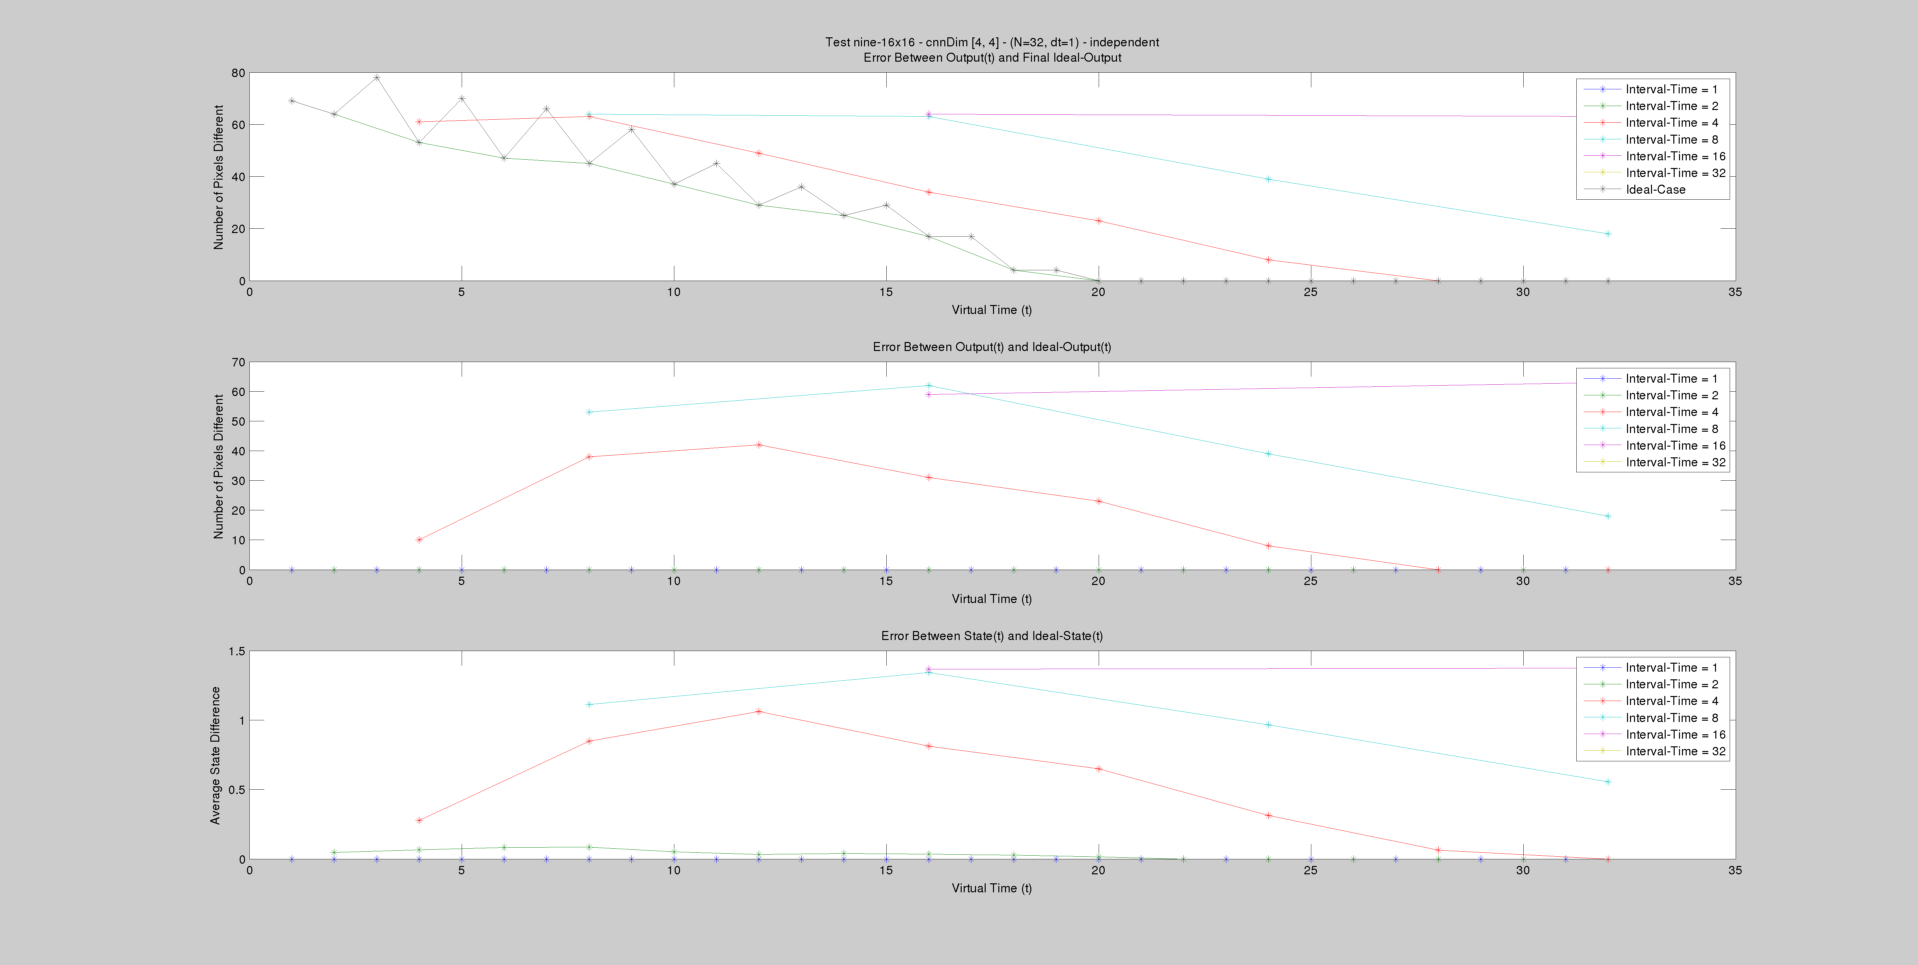 Test nine-16x16 - cnnDim [4, 4] - (N=32, dt=1) - independent
Error Between Output(t) and Final Ideal-Output
Number of Pixels Different
80
60
40
20
0
0 5 10 15 20 25 30 35
Virtual Time (t)
Interval-Time = 1
Interval-Time = 2
Interval-Time = 4
Interval-Time = 8
Interval-Time = 16
Interval-Time = 32
Ideal-Case
Error Between Output(t) and Ideal-Output(t)
Number of Pixels Different
70
60
50
40
30
20
10
0
0 5 10 15 20 25 30 35
Virtual Time (t)
Interval-Time = 1
Interval-Time = 2
Interval-Time = 4
Interval-Time = 8
Interval-Time = 16
Interval-Time = 32
Error Between State(t) and Ideal-State(t)
Average State Difference
1.5
1
0.5
0
0 5 10 15 20 25 30 35
Virtual Time (t)
Interval-Time = 1
Interval-Time = 2
Interval-Time = 4
Interval-Time = 8
Interval-Time = 16
Interval-Time = 32